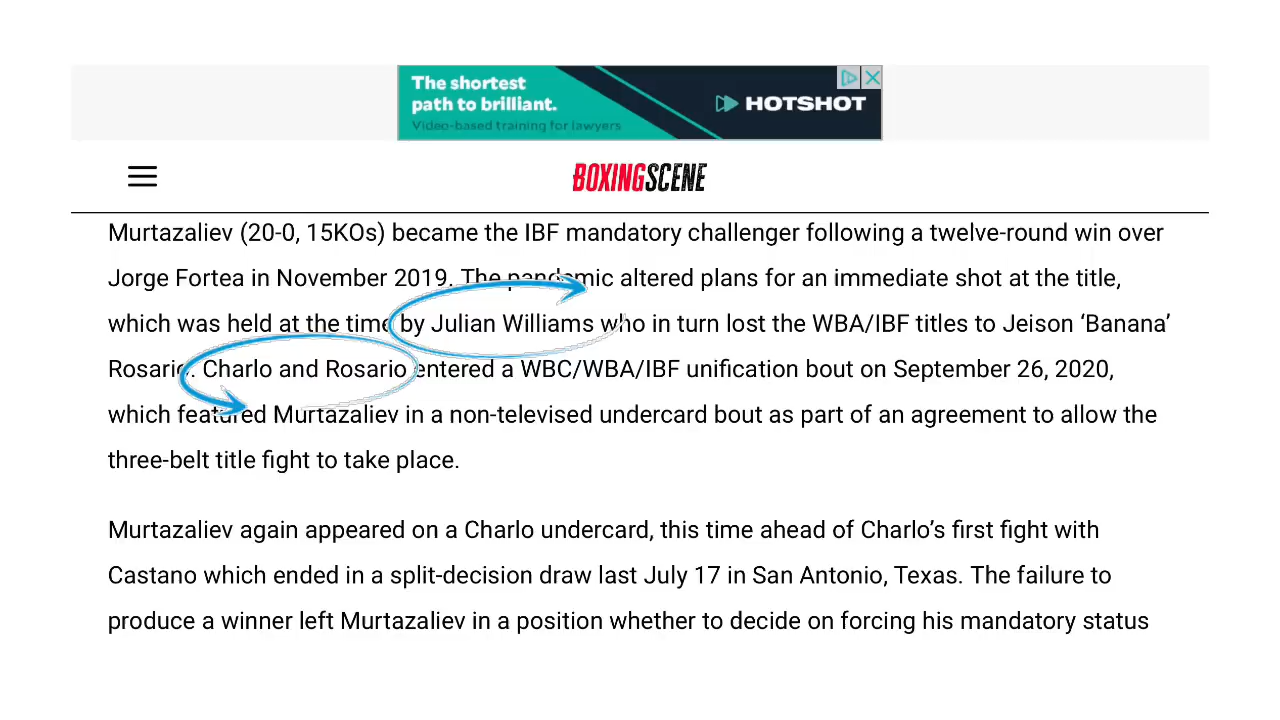 The shortest
path to brilliant.
Video-based training for lawyers
HOTSHOT
BOXINGSCENE
Murtazaliev (20-0, 15KOs) became the IBF mandatory challenger following a twelve-round win over
Jorge Fortea in November 2019. The pandemic altered plans for an immediate shot at the title,
which was held at the time by Julian Williams who in turn lost the WBA/IBF titles to Jeison ‘Banana’
Rosario. Charlo and Rosario entered a WBC/WBA/IBF unification bout on September 26, 2020,
which featured Murtazaliev in a non-televised undercard bout as part of an agreement to allow the
three-belt title fight to take place.
Murtazaliev again appeared on a Charlo undercard, this time ahead of Charlo’s first fight with
Castano which ended in a split-decision draw last July 17 in San Antonio, Texas. The failure to
produce a winner left Murtazaliev in a position whether to decide on forcing his mandatory status